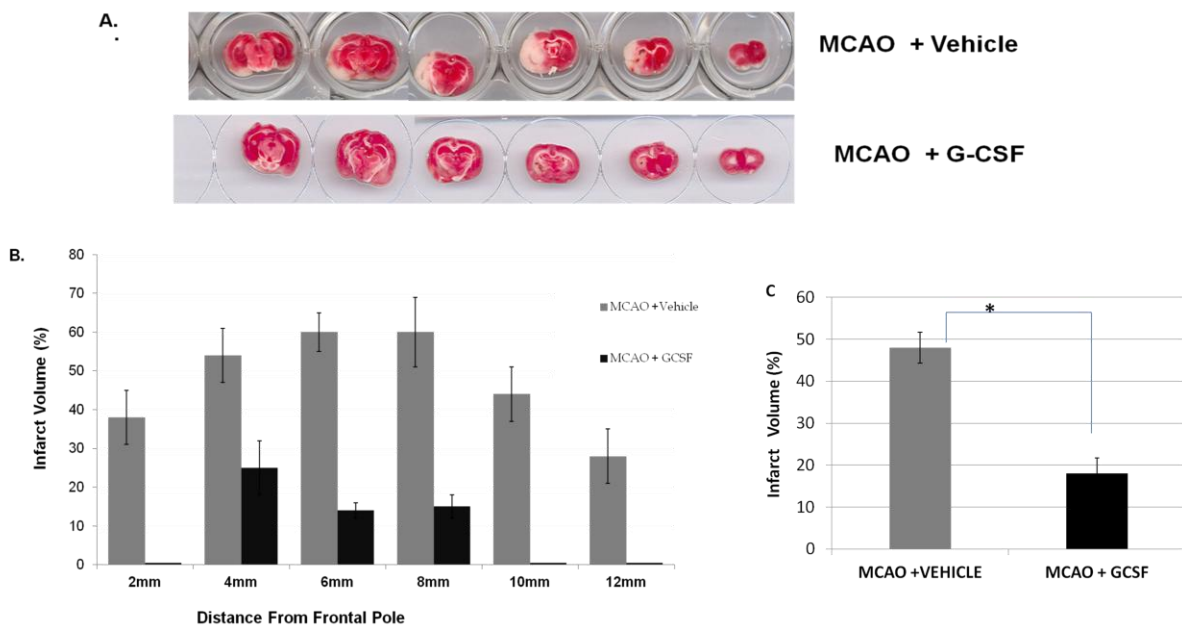 A.
.
MCAO + Vehicle
MCAO + G-CSF
B.
80
70
60
50
40
30
20
10
0
Infarct Volume (%)
MCAO +Vehicle
MCAO + GCSF
2mm 4mm 6mm 8mm 10mm 12mm
Distance From Frontal Pole
C
60
50
40
30
20
10
0
Infarct Volume (%)
*
MCAO +VEHICLE MCAO + GCSF